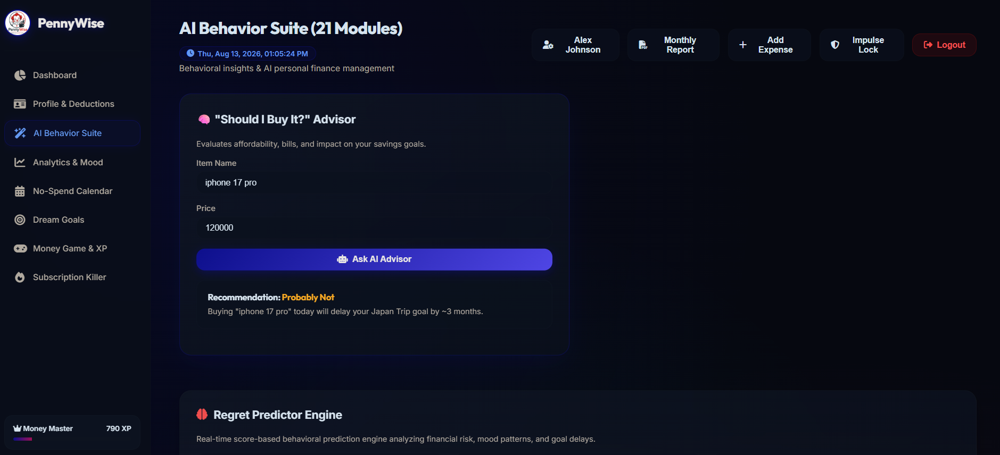 PennyWise
PennyWise
Dashboard
Profile & Deductions
AI Behavior Suite
Analytics & Mood
No-Spend Calendar
Dream Goals
Money Game & XP
Subscription Killer
Money Master 790 XP
AI Behavior Suite (21 Modules)
Thu, Aug 13, 2026, 01:05:24 PM
Behavioral insights & AI personal finance management
Alex
Johnson
PDF
Monthly
Report
Add
Expense
Impulse
Lock
Logout
"Should I Buy It?" Advisor
Evaluates affordability, bills, and impact on your savings goals.
Item Name
iphone 17 pro
Price
120000
Ask AI Advisor
Recommendation: Probably Not
Buying "iphone 17 pro" today will delay your Japan Trip goal by ~3 months.
Regret Predictor Engine
Real-time score-based behavioral prediction engine analyzing financial risk, mood patterns, and goal delays.